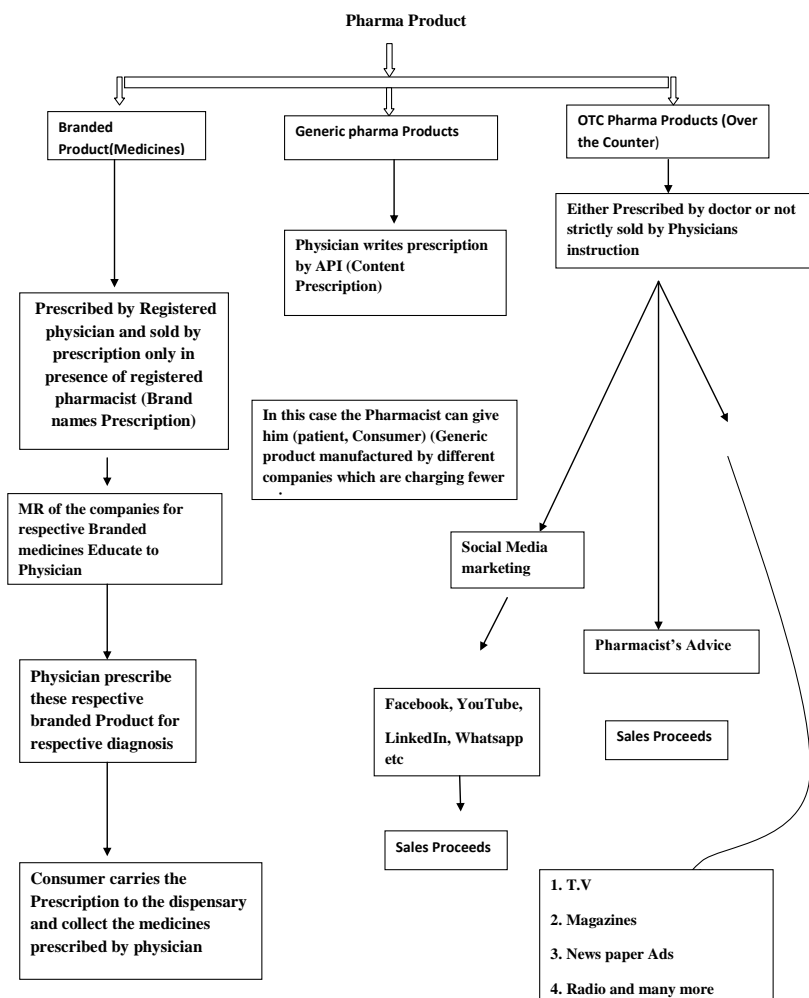 Pharma Product
Branded
Product(Medicines)
Generic pharma Products
OTC Pharma Products (Over
the Counter)
Either Prescribed by doctor or not
strictly sold by Physicians
instruction
Physician writes prescription
by API (Content
Prescription)
Prescribed by Registered
physician and sold by
prescription only in
presence of registered
pharmacist (Brand
names Prescription)
In this case the Pharmacist can give
him (patient, Consumer) (Generic
product manufactured by different
companies which are charging fewer
MR of the companies for
respective Branded
medicines Educate to
Physician
Social Media
marketing
Pharmacist's Advice
Physician prescribe
these respective
branded Product for
respective diagnosis
Facebook, YouTube,
LinkedIn, Whatsapp
etc
Sales Proceeds
Sales Proceeds
Consumer carries the
Prescription to the dispensary
and collect the medicines
prescribed by physician
1. T.V
2. Magazines
3. News paper Ads
4. Radio and many more